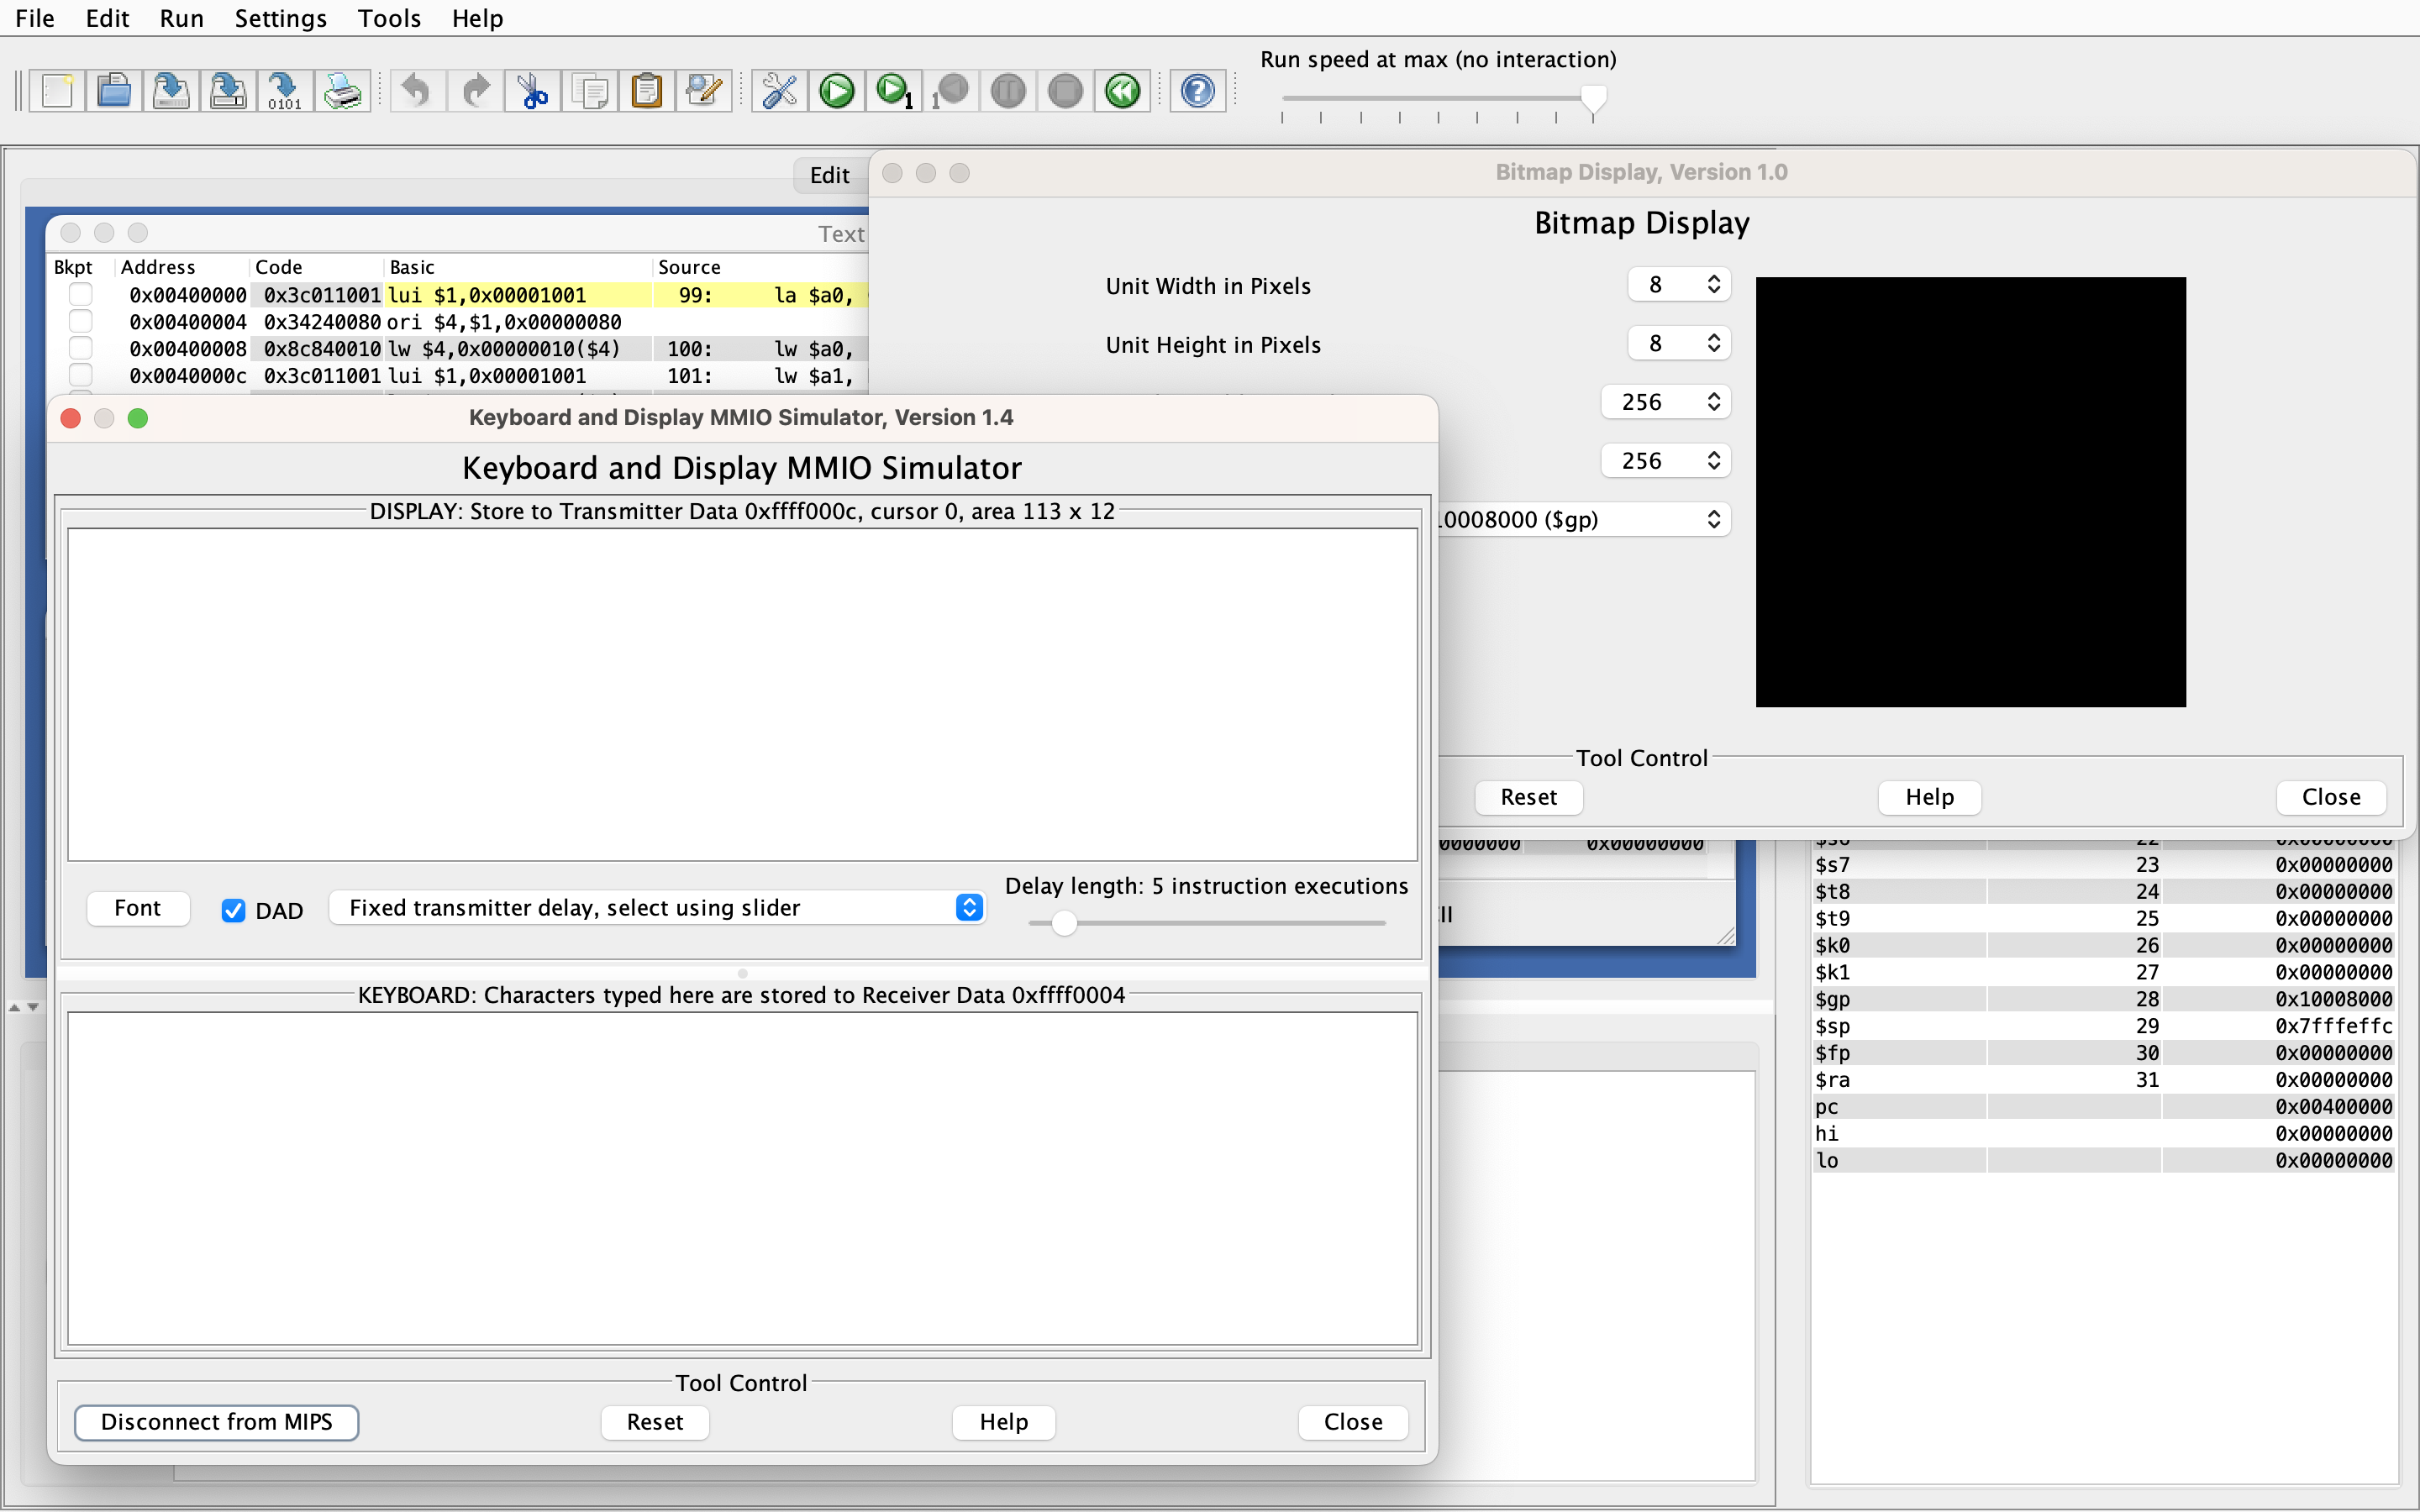 File Edit Run Settings Tools Help
Run speed at max (no interaction)
0101
1
1
Edit
Bitmap Display, Version 1.0
Bitmap Display
Text
Bkpt Address Code Basic Source
0x00400000 0x3c011001 lui $1,0x00001001 99: la $a0,
0x00400004 0x34240080 ori $4,$1,0x00000080
0x00400008 0x8c840010 lw $4,0x00000010($4) 100: lw $a0,
0x0040000c 0x3c011001 lui $1,0x00001001 101: lw $a1,
Unit Width in Pixels 8
Unit Height in Pixels 8
256
256
10008000 ($gp)
Tool Control
Reset Help Close
Keyboard and Display MMIO Simulator, Version 1.4
Keyboard and Display MMIO Simulator
DISPLAY: Store to Transmitter Data 0xffff000c, cursor 0, area 113 x 12
Font DAD Fixed transmitter delay, select using slider
Delay length: 5 instruction executions
KEYBOARD: Characters typed here are stored to Receiver Data 0xffff0004
Tool Control
Disconnect from MIPS Reset Help Close
0x00000000
$s7 23 0x00000000
$t8 24 0x00000000
$t9 25 0x00000000
$k0 26 0x00000000
$k1 27 0x00000000
$gp 28 0x10008000
$sp 29 0x7fffeffc
$fp 30 0x00000000
$ra 31 0x00000000
pc 0x00400000
hi 0x00000000
lo 0x00000000